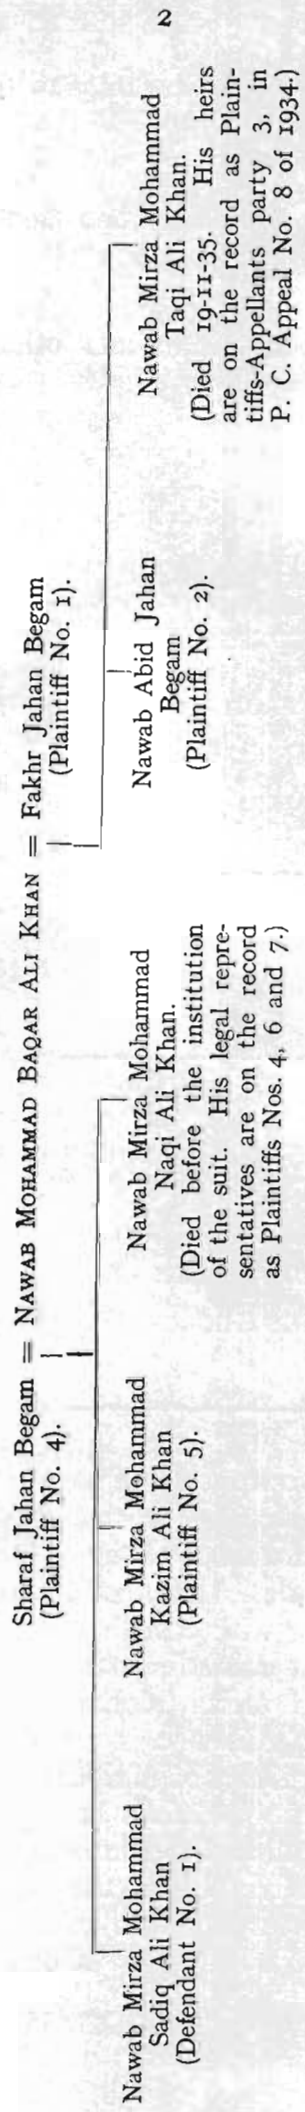 2
Sharaf Jahan Begam = NAWAB MOHAMMAD BAQAR ALI KHAN = Fakhr Jahan Begam
(Plaintiff No. 4).
(Plaintiff No. 1).
Nawab Mirza Mohammad
Sadiq Ali Khan
(Defendant No. 1).
Nawab Mirza Mohammad
Kazim Ali Khan
(Plaintiff No. 5).
Nawab Mirza Mohammad
Naqi Ali Khan.
(Died before the institution
of the suit. His legal repre-
sentatives are on the record
as Plaintiffs Nos. 4, 6 and 7.)
Nawab Abid Jahan
Begam
(Plaintiff No. 2).
Nawab Mirza Mohammad
Taqi Ali Khan.
(Died 19-11-35. His heirs
are on the record as Plain-
tiffs-Appellants party 3, in
P. C. Appeal No. 8 of 1934.)